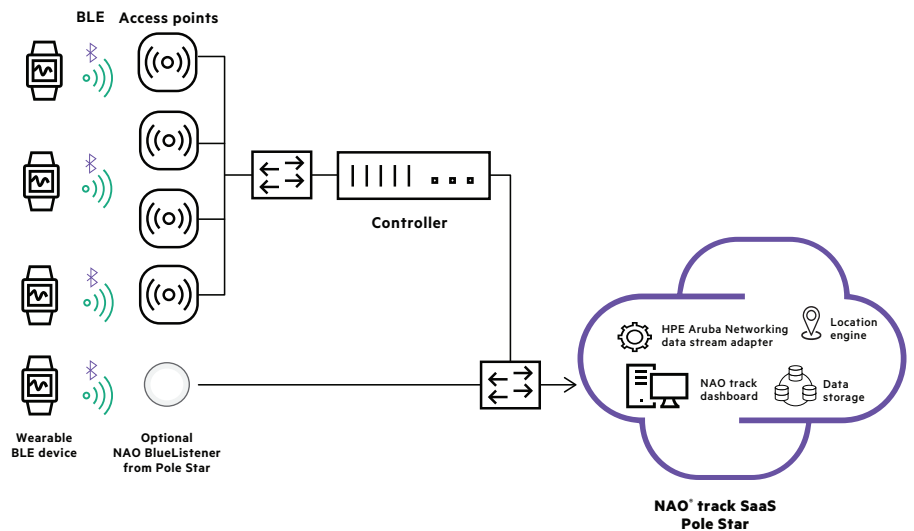 BLE
Access points
Controller
HPE Aruba Networking
data stream adapter
Location
engine
NAO track
dashboard
Data
storage
Wearable
BLE device
Optional
NAO BlueListener
from Pole Star
NAO® track SaaS
Pole Star